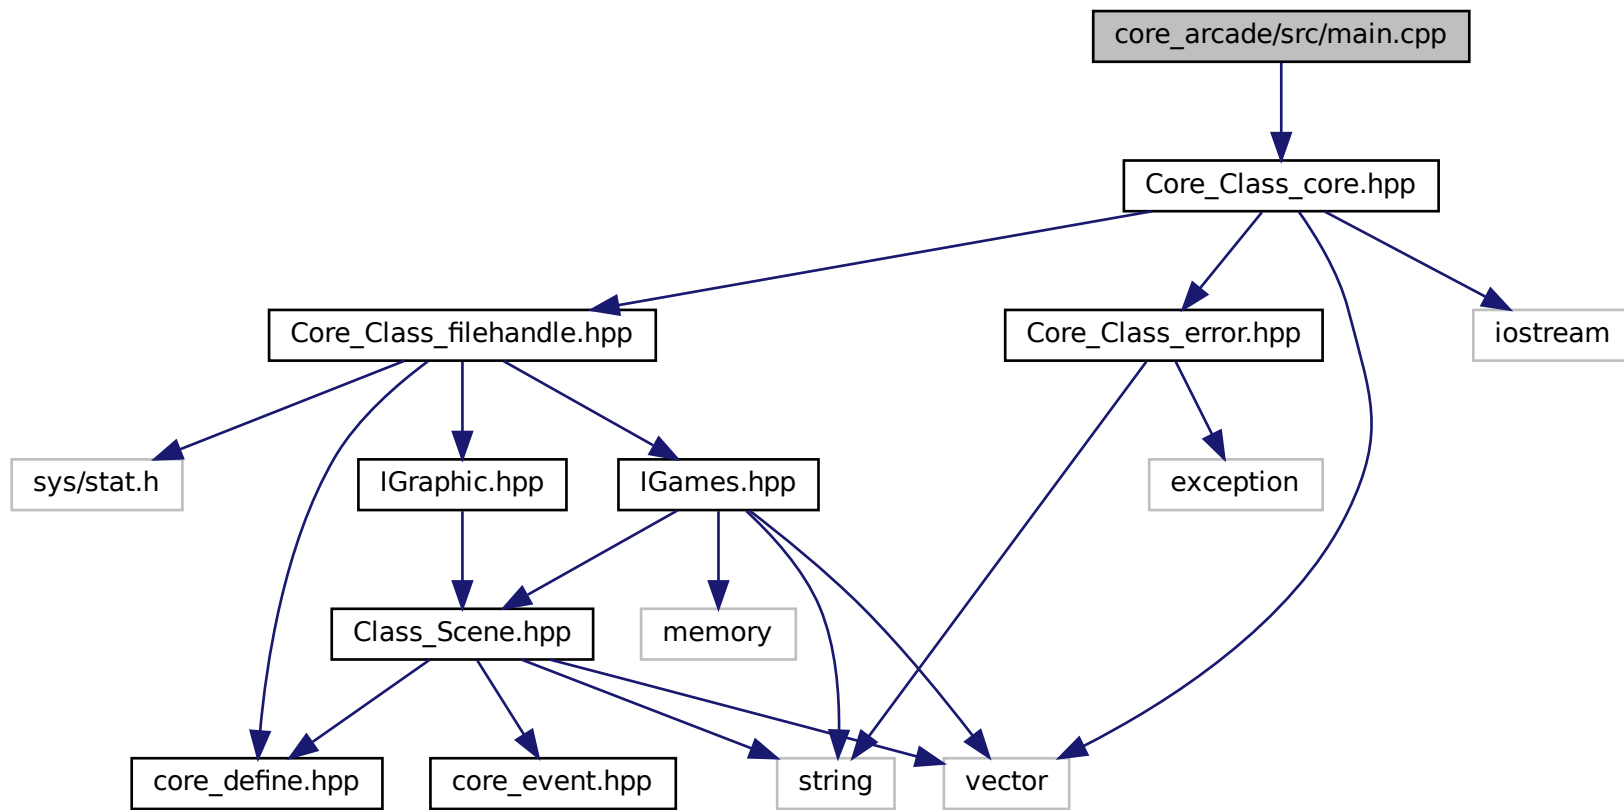 core_arcade/src/main.cpp
Core_Class_core.hpp
Core_Class_filehandle.hpp
Core_Class_error.hpp
iostream
sys/stat.h
IGraphic.hpp
IGames.hpp
exception
Class_Scene.hpp
memory
core_define.hpp
core_event.hpp
string
vector